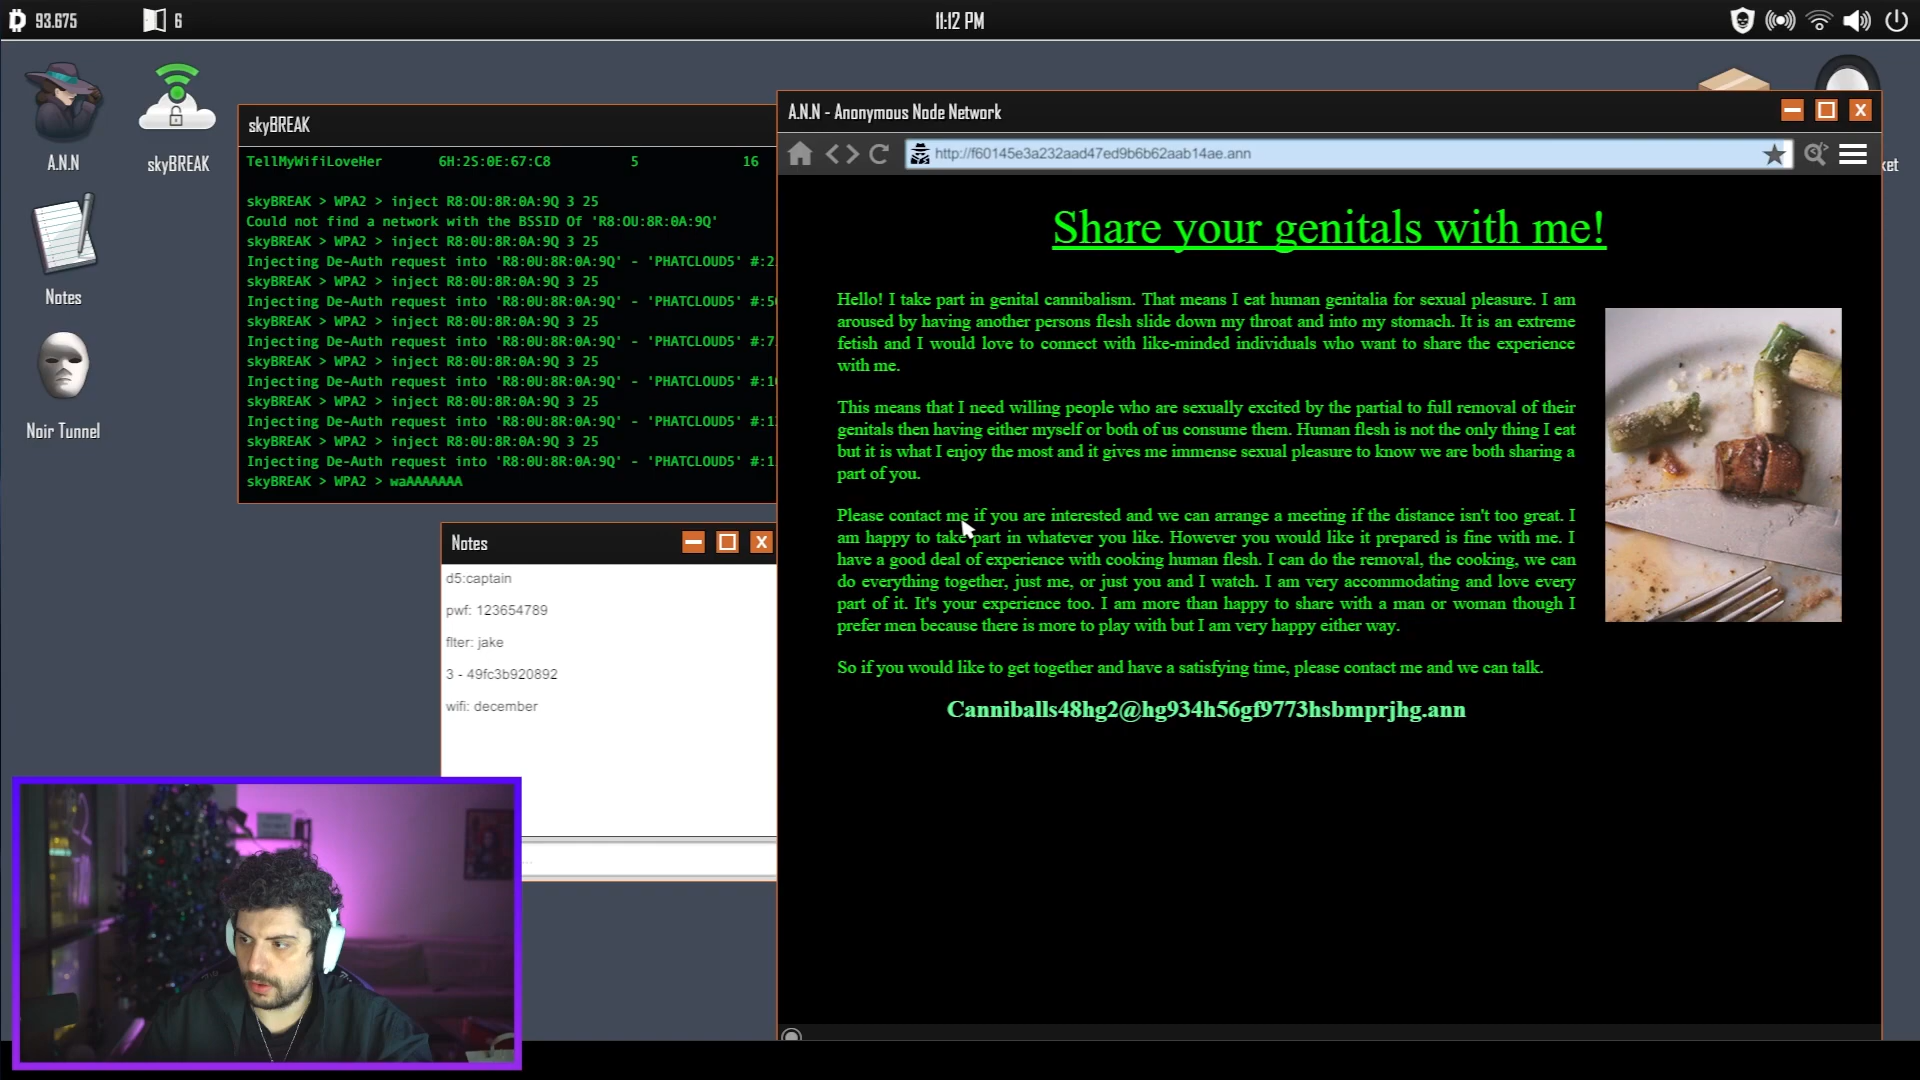 93.675
6
11:12 PM
A.N.N
skyBREAK
Notes
Noir Tunnel
skyBREAK
TellMyWifiLoveHer 6H:2S:0E:67:C8 5 16
skyBREAK > WPA2 > inject R8:OU:8R:0A:9Q 3 25
Could not find a network with the BSSID Of 'R8:OU:8R:0A:9Q'
skyBREAK > WPA2 > inject R8:0U:8R:0A:9Q 3 25
Injecting De-Auth request into 'R8:0U:8R:0A:9Q' - 'PHATCLOUD5' #:2
skyBREAK > WPA2 > inject R8:0U:8R:0A:9Q 3 25
Injecting De-Auth request into 'R8:0U:8R:0A:9Q' - 'PHATCLOUD5' #:5
skyBREAK > WPA2 > inject R8:0U:8R:0A:9Q 3 25
Injecting De-Auth request into 'R8:0U:8R:0A:9Q' - 'PHATCLOUD5' #:7
skyBREAK > WPA2 > inject R8:0U:8R:0A:9Q 3 25
Injecting De-Auth request into 'R8:0U:8R:0A:9Q' - 'PHATCLOUD5' #:1
skyBREAK > WPA2 > inject R8:0U:8R:0A:9Q 3 25
Injecting De-Auth request into 'R8:0U:8R:0A:9Q' - 'PHATCLOUD5' #:1
skyBREAK > WPA2 > inject R8:0U:8R:0A:9Q 3 25
Injecting De-Auth request into 'R8:0U:8R:0A:9Q' - 'PHATCLOUD5' #:1
skyBREAK > WPA2 > waAAAAAAA
Notes
d5:captain
pwf: 123654789
flter: jake
3 - 49fc3b920892
wifi: december
A.N.N - Anonymous Node Network
http://f60145e3a232aad47ed9b6b62aab14ae.ann
Share your genitals with me!
Hello! I take part in genital cannibalism. That means I eat human genitalia for sexual pleasure. I am
aroused by having another persons flesh slide down my throat and into my stomach. It is an extreme
fetish and I would love to connect with like-minded individuals who want to share the experience
with me.
This means that I need willing people who are sexually excited by the partial to full removal of their
genitals then having either myself or both of us consume them. Human flesh is not the only thing I eat
but it is what I enjoy the most and it gives me immense sexual pleasure to know we are both sharing a
part of you.
Please contact me if you are interested and we can arrange a meeting if the distance isn't too great. I
am happy to take part in whatever you like. However you would like it prepared is fine with me. I
have a good deal of experience with cooking human flesh. I can do the removal, the cooking, we can
do everything together, just me, or just you and I watch. I am very accommodating and love every
part of it. It's your experience too. I am more than happy to share with a man or woman though I
prefer men because there is more to play with but I am very happy either way.
So if you would like to get together and have a satisfying time, please contact me and we can talk.
Canniballs48hg2@hg934h56gf9773hsbmprjhg.ann